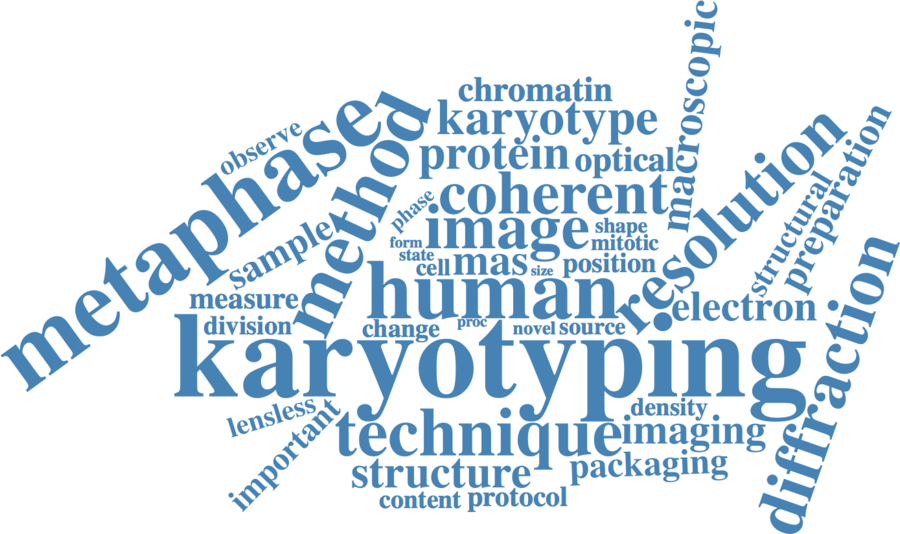 macroscopic
chromatin
karyotype
metaphase
method
observe
protein
optical
coherent
resolution
preparation
structural
phase
image
shape
mitotic
sample
form
state
cell
mas
size
position
measure
human
electron
diffraction
division
change
proc
novel
source
karyotyping
lensless
important
technique
density
imaging
structure
packaging
content
protocol